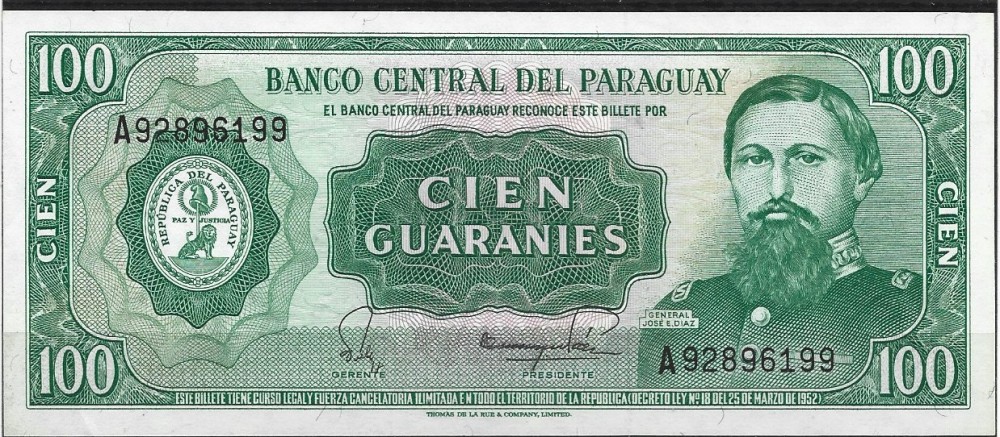 100
100
BANCO CENTRAL DEL PARAGUAY
EL BANCO CENTRAL DEL PARAGUAY RECONOCE ESTE BILLETE POR
A92896199
REPÚBLICA DEL PARAGUAY
PAZ Y JUSTICIA
CIEN
CIEN
GUARANIES
CIEN
GENERAL
JOSE E. DIAZ
GERENTE
PRESIDENTE
A92896199
100
100
ESTE BILLETE TIENE CURSO LEGAL Y FUERZA CANCELATORIA ILIMITADA EN TODO EL TERRITORIO DE LA REPUBLICA (DECRETO LEY Nº 18 DEL 25 DE MARZO DE 1952)
THOMAS DE LA RUE & COMPANY, LIMITED.